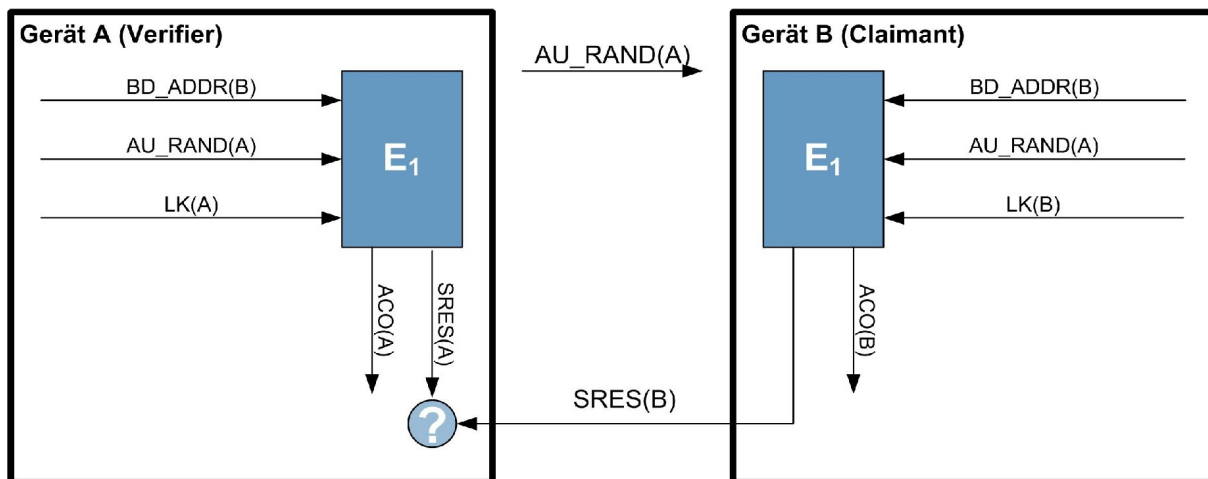 Gerät A (Verifier)
BD_ADDR(B)
AU_RAND(A)
LK(A)
E₁
ACO(A)
SRES(A)
?
AU_RAND(A)
SRES(B)
Gerät B (Claimant)
E₁
BD_ADDR(B)
AU_RAND(A)
LK(B)
ACO(B)